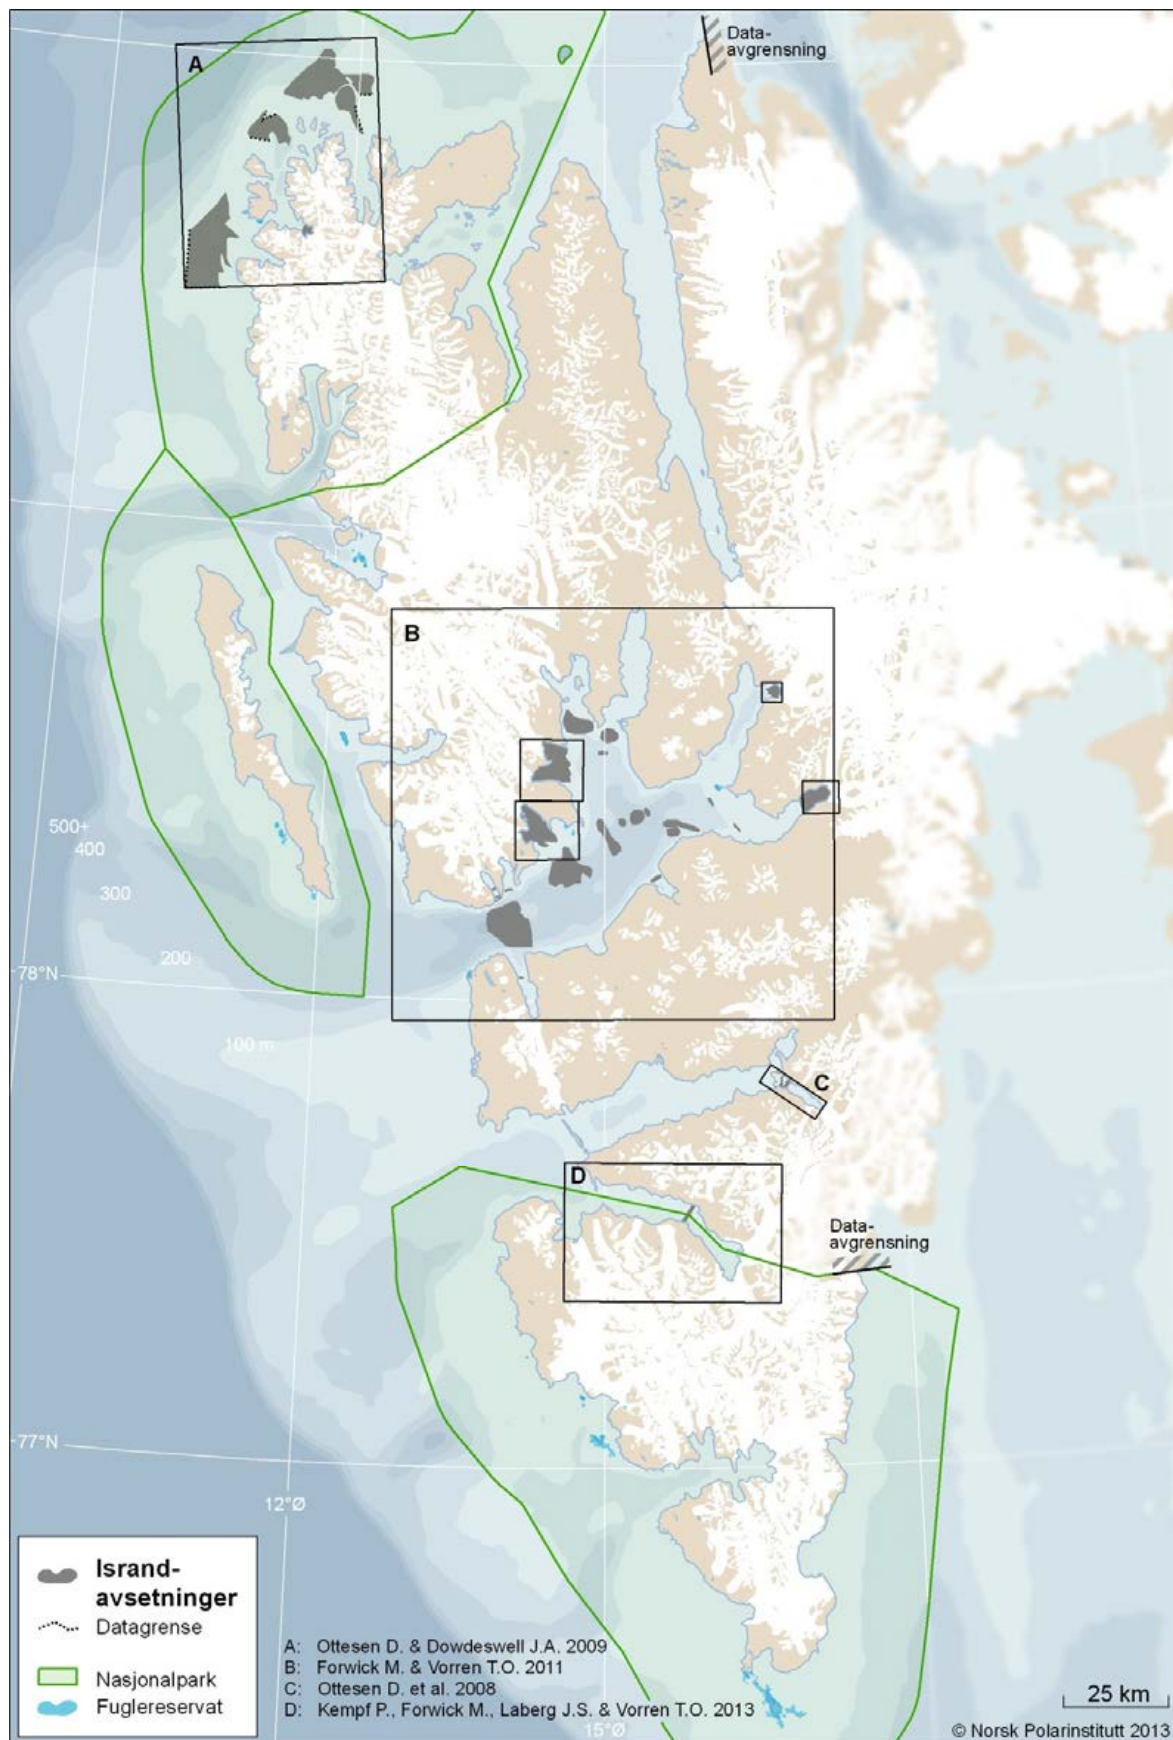 Data-
avgrensning
A
B
500+
400
300
200
78°N
100 m
C
D
Data-
avgrensning
77°N
12°Ø
Isrand-
avsetninger
Datagrense
Nasjonalpark
Fuglereservat
A: Ottesen D. & Dowdeswell J.A. 2009
B: Forwick M. & Vorren T.O. 2011
C: Ottesen D. et al. 2008
D: Kempf P., Forwick M., Laberg J.S. & Vorren T.O. 2013
15°Ø
25 km
© Norsk Polarinstitutt 2013